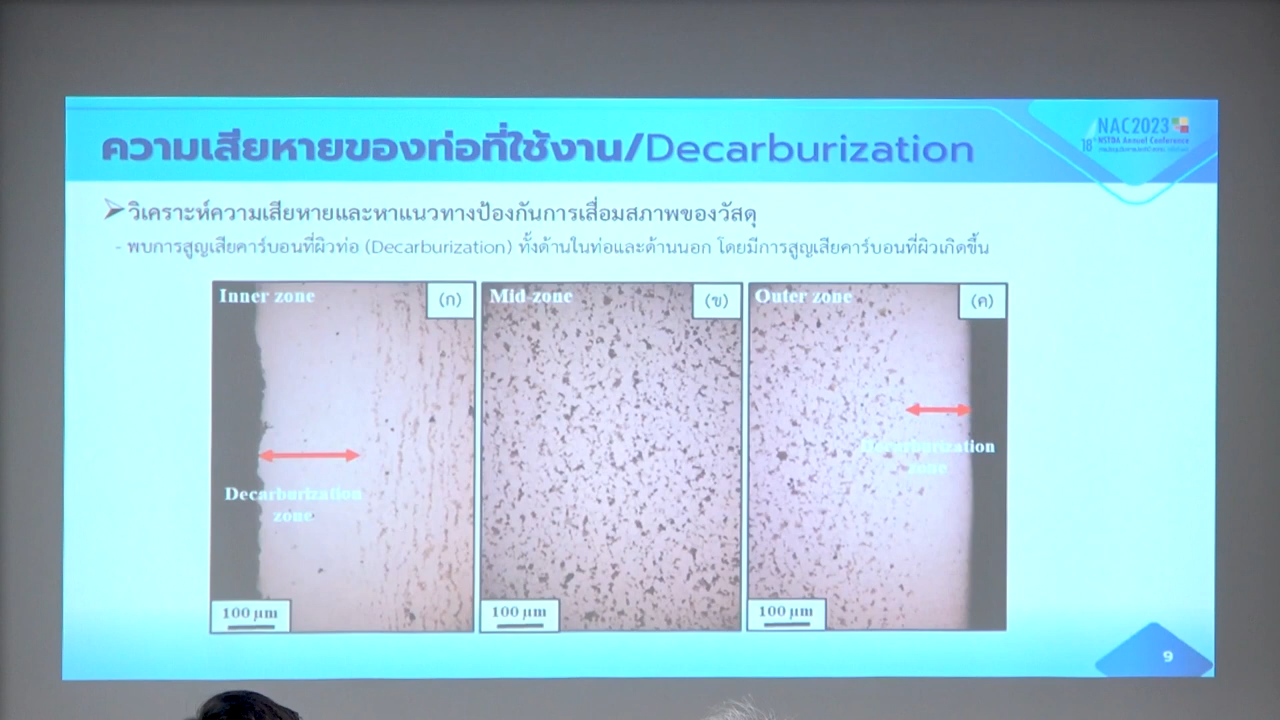 ความเสียหายของท่อที่ใช้งาน/Decarburization
NAC2023
18
NSTDA Annual Conference
➢วิเคราะห์ความเสียหายและหาแนวทางป้องกันการเสื่อมสภาพของวัสดุ
- พบการสูญเสียคาร์บอนที่ผิวท่อ (Decarburization) ทั้งด้านในท่อและด้านนอก โดยมีการสูญเสียคาร์บอนที่ผิวเกิดขึ้น
Inner zone
(ก)
Decarburization
zone
100 µm
Mid-zone
(ข)
100 µm
Outer zone
(ค)
Decarburization
zone
100 µm
9